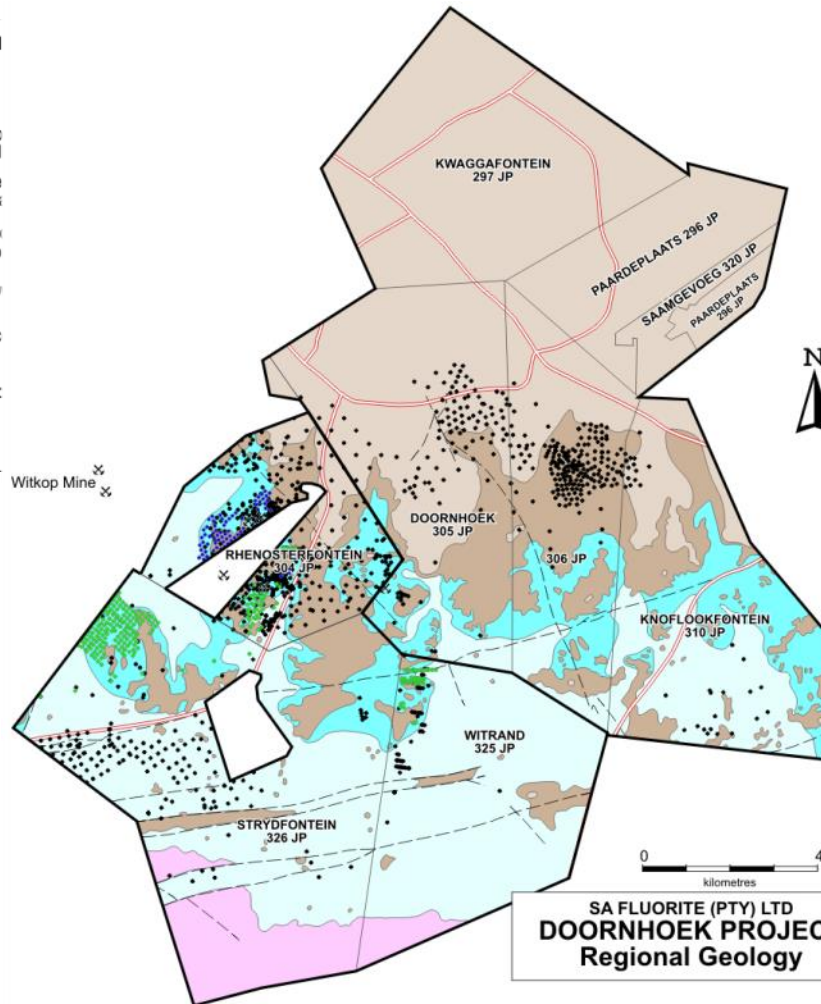 KWAGGAFONTEIN
297 JP
PAARDEPLAATS 296 JP
SAAMGEVOEG 320 JP
PAARDEPLAATS
296 JP
N
Witkop Mine
DOORNHOEK
305 JP
306 JP
RHENOSTERFONTEIN
304 JP
KNOFLOOKFONTEIN
310 JP
WITRAND
325 JP
STRYDFONTEIN
326 JP
0 4
kilometres
SA FLUORITE (PTY) LTD
DOORNHOEK PROJEC
Regional Geology